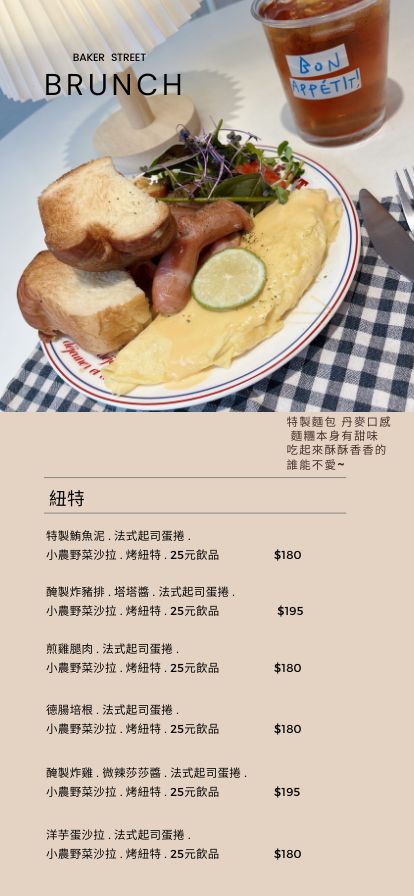 BAKER STREET
BRUNCH
BON
APPÉTIT!
特製麵包 丹麥口感
麵糰本身有甜味
吃起來酥酥香香的
誰能不愛~
紐特
特製鮪魚泥 . 法式起司蛋捲 .
小農野菜沙拉 . 烤紐特 . 25元飲品 $180
醃製炸豬排 . 塔塔醬 . 法式起司蛋捲 .
小農野菜沙拉 . 烤紐特 . 25元飲品 $195
煎雞腿肉 . 法式起司蛋捲 .
小農野菜沙拉 . 烤紐特 . 25元飲品 $180
德腸培根 . 法式起司蛋捲 .
小農野菜沙拉 . 烤紐特 . 25元飲品 $180
醃製炸雞 . 微辣莎莎醬 . 法式起司蛋捲 .
小農野菜沙拉 . 烤紐特 . 25元飲品 $195
洋芋蛋沙拉 . 法式起司蛋捲 .
小農野菜沙拉 . 烤紐特 . 25元飲品 $180